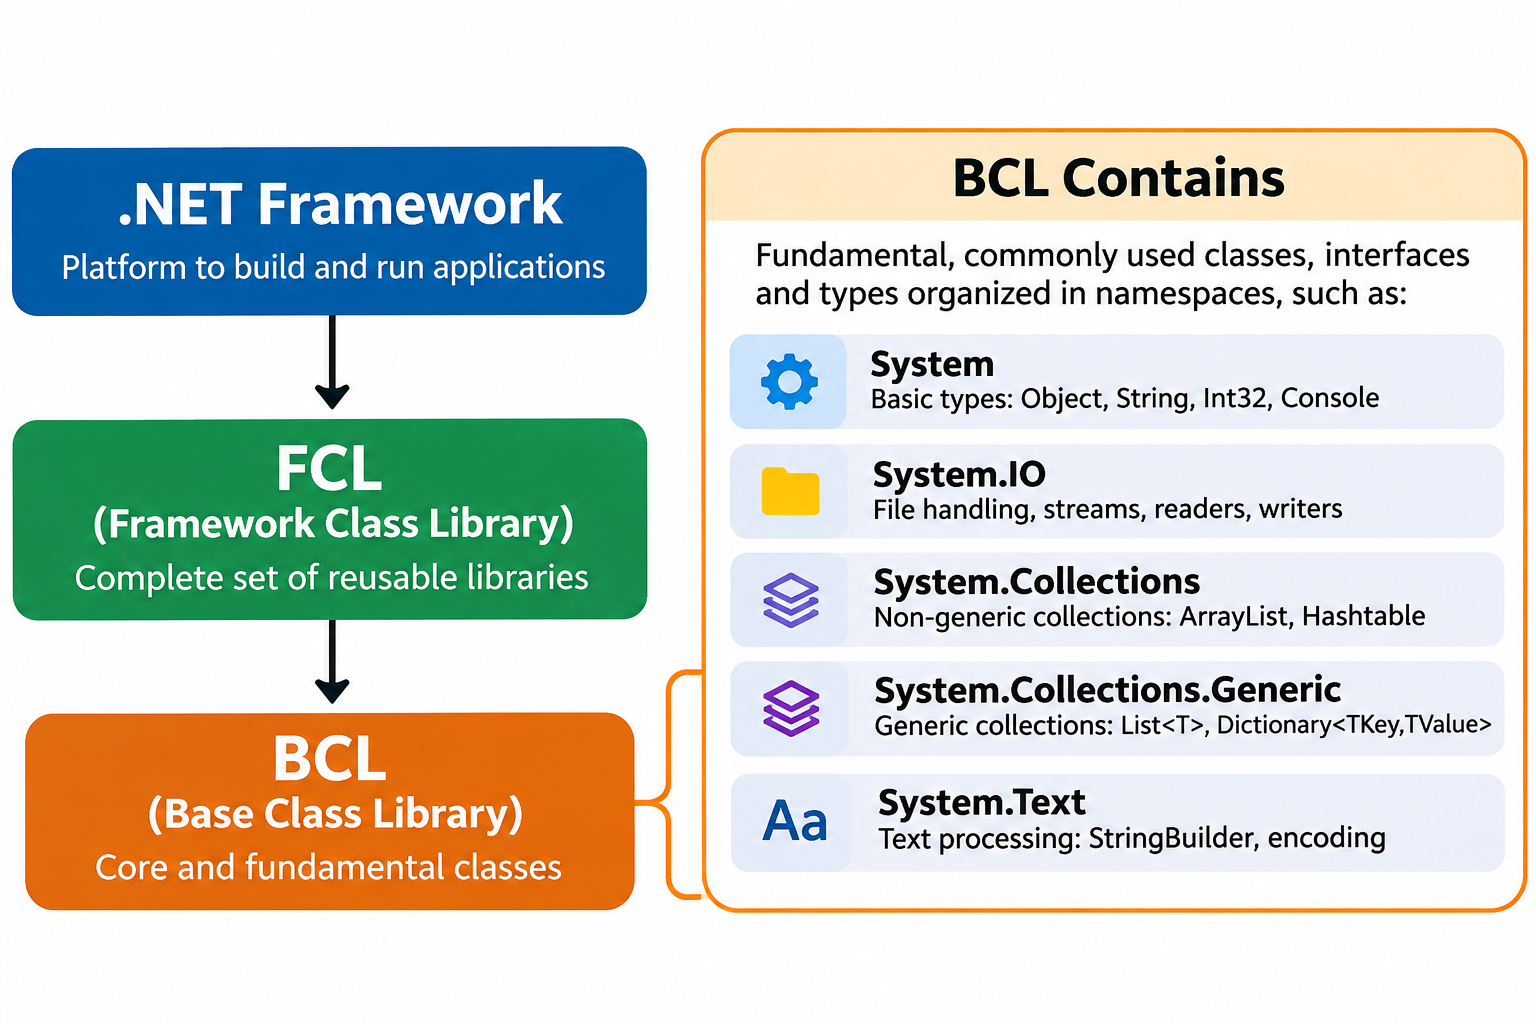 .NET Framework
Platform to build and run applications
FCL
(Framework Class Library)
Complete set of reusable libraries
BCL
(Base Class Library)
Core and fundamental classes
BCL Contains
Fundamental, commonly used classes, interfaces
and types organized in namespaces, such as:
System
Basic types: Object, String, Int32, Console
System.IO
File handling, streams, readers, writers
System.Collections
Non-generic collections: ArrayList, Hashtable
System.Collections.Generic
Generic collections: List<T>, Dictionary<TKey,TValue>
Aa
System.Text
Text processing: StringBuilder, encoding